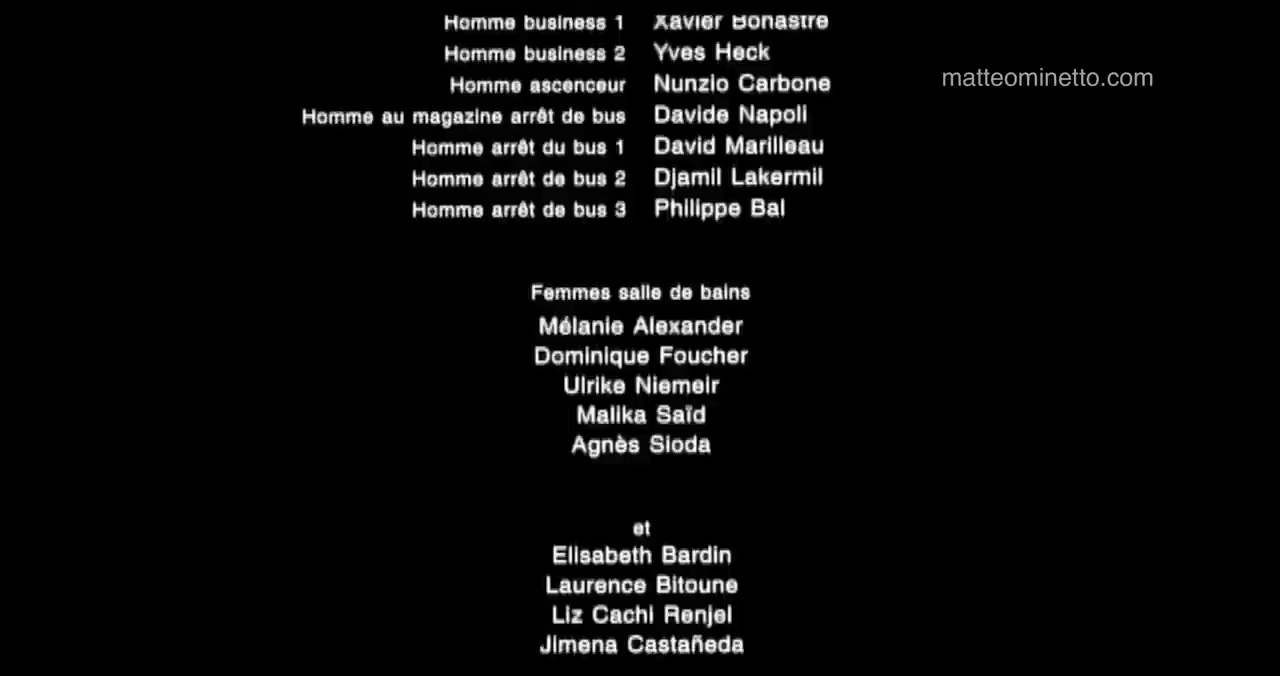 Homme business 1 Xavier Bonastre
Homme business 2 Yves Heck
matteominetto.com
Homme ascenceur Nunzio Carbone
Homme au magazine arrêt de bus Davide Napoli
Homme arrêt du bus 1 David Marilleau
Homme arrêt de bus 2 Djamil Lakermil
Homme arrêt de bus 3 Philippe Bal
Femmes salle de bains
Mélanie Alexander
Dominique Foucher
Ulrike Niemeir
Malika Saïd
Agnès Sioda
et
Elisabeth Bardin
Laurence Bitoune
Liz Cachi Renjel
Jimena Castañeda